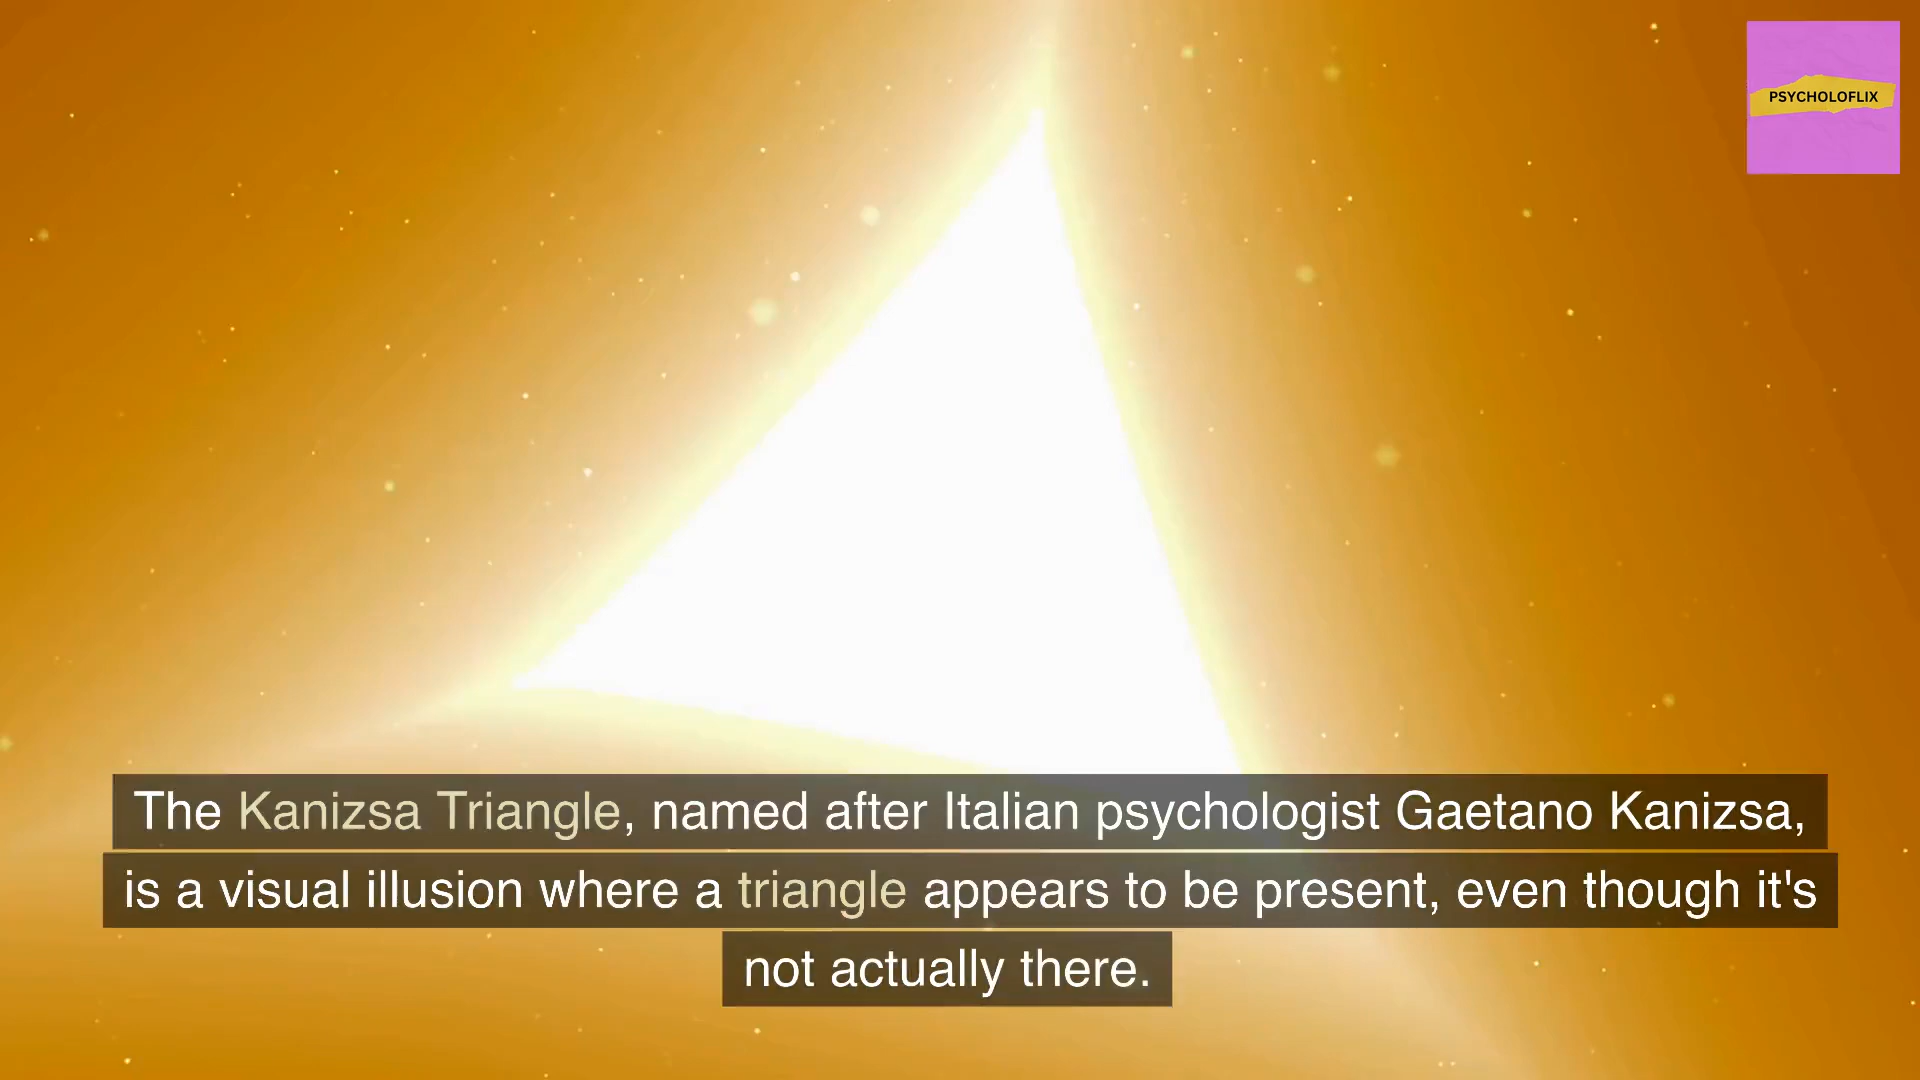 PSYCHOLOFLIX
The Kanizsa Triangle, named after Italian psychologist Gaetano Kanizsa,
is a visual illusion where a triangle appears to be present, even though it's
not actually there.